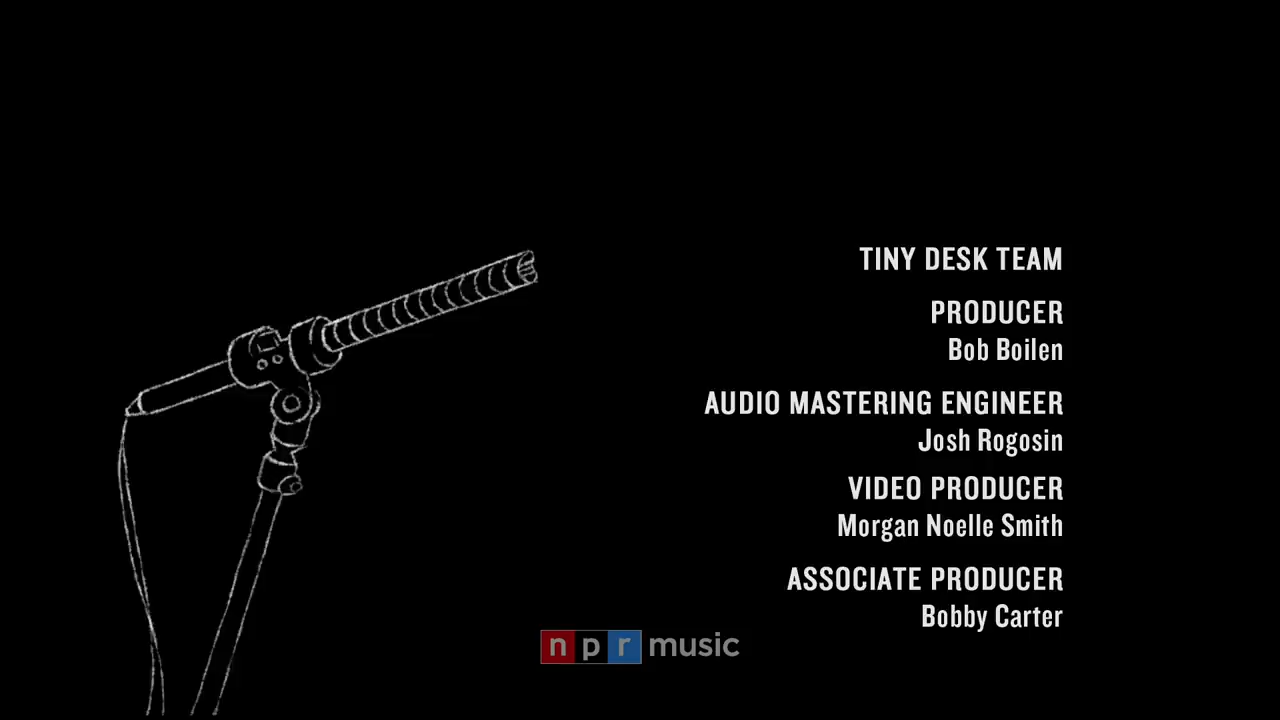 TINY DESK TEAM
PRODUCER
Bob Boilen
AUDIO MASTERING ENGINEER
Josh Rogosin
VIDEO PRODUCER
Morgan Noelle Smith
ASSOCIATE PRODUCER
Bobby Carter
npr music